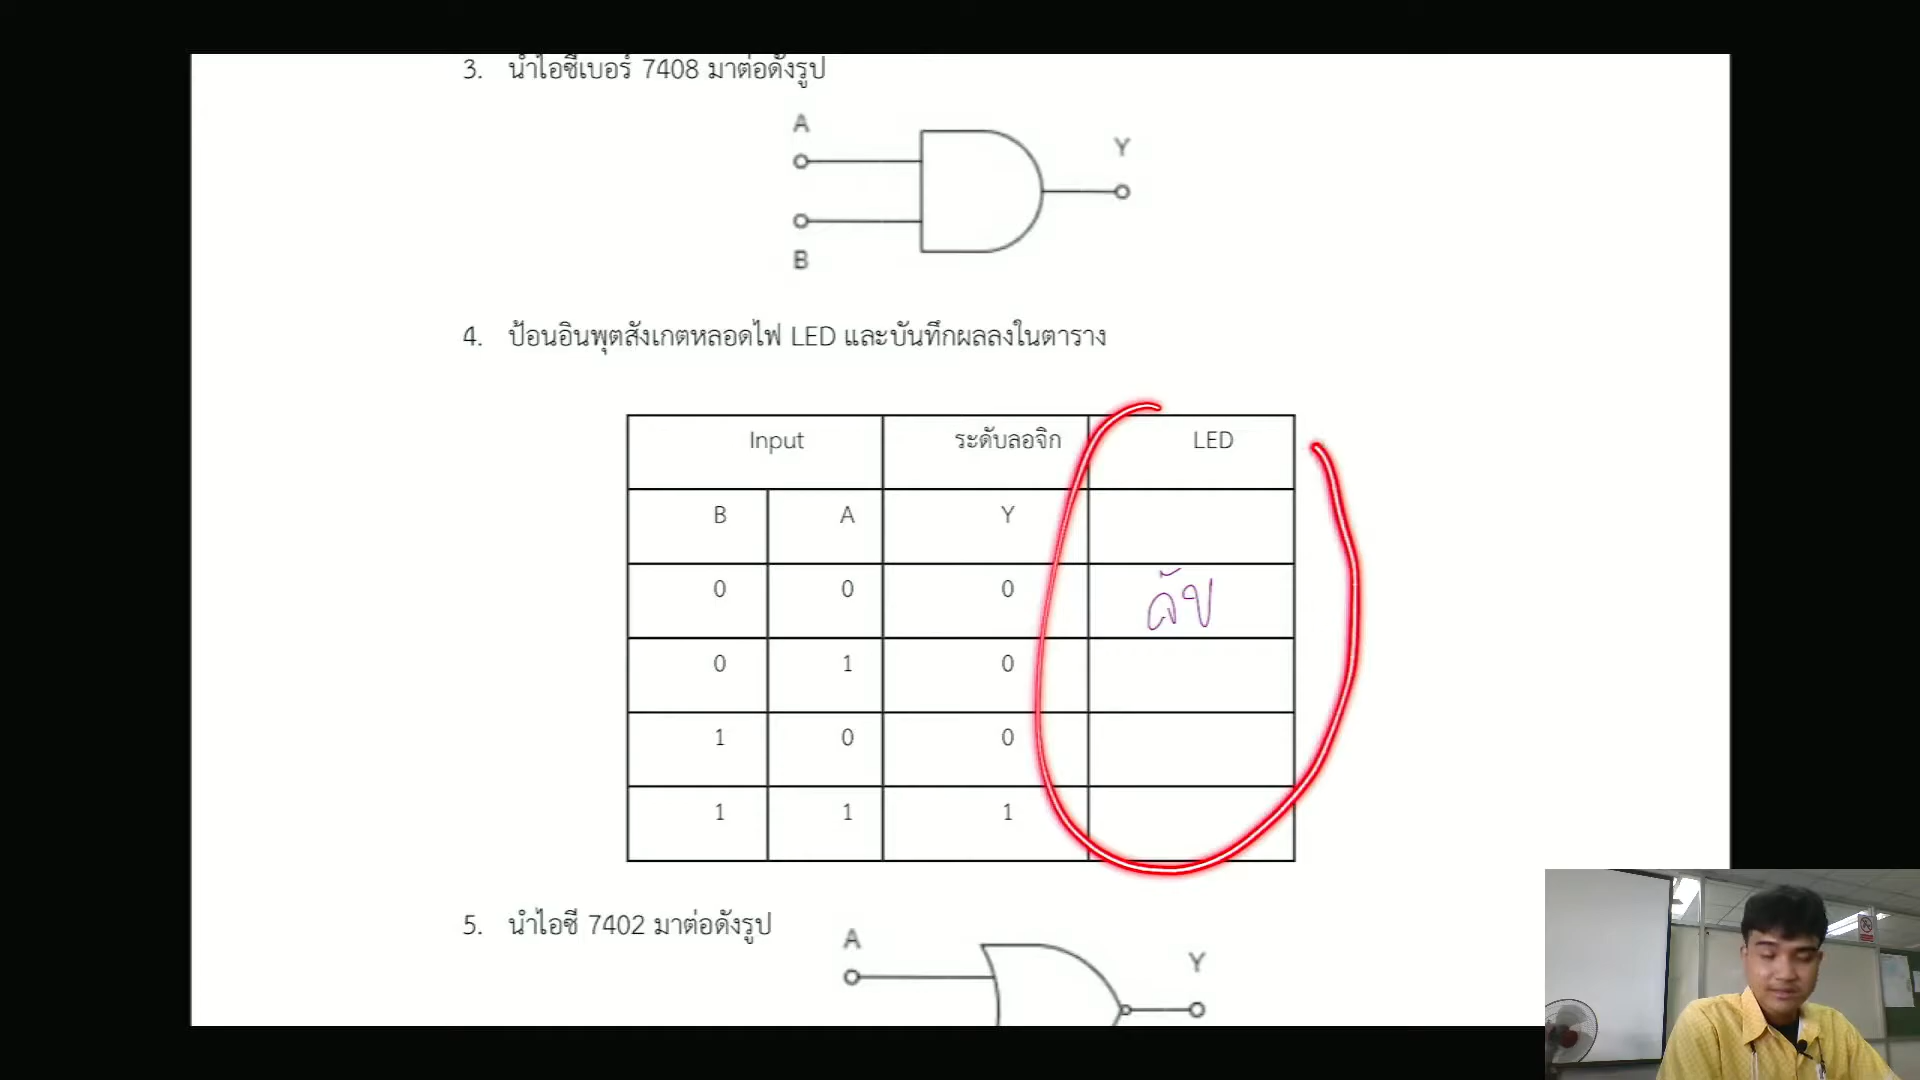 3. นำไอซีเบอร์ 7408 มาต่อดังรูป
A
Y
B
4. ป้อนอินพุตสังเกตหลอดไฟ LED และบันทึกผลลงในตาราง
Input ระดับลอจิก LED
B A Y
0 0 0 ดับ
0 1 0
1 0 0
1 1 1
5. นำไอซี 7402 มาต่อดังรูป
A
Y